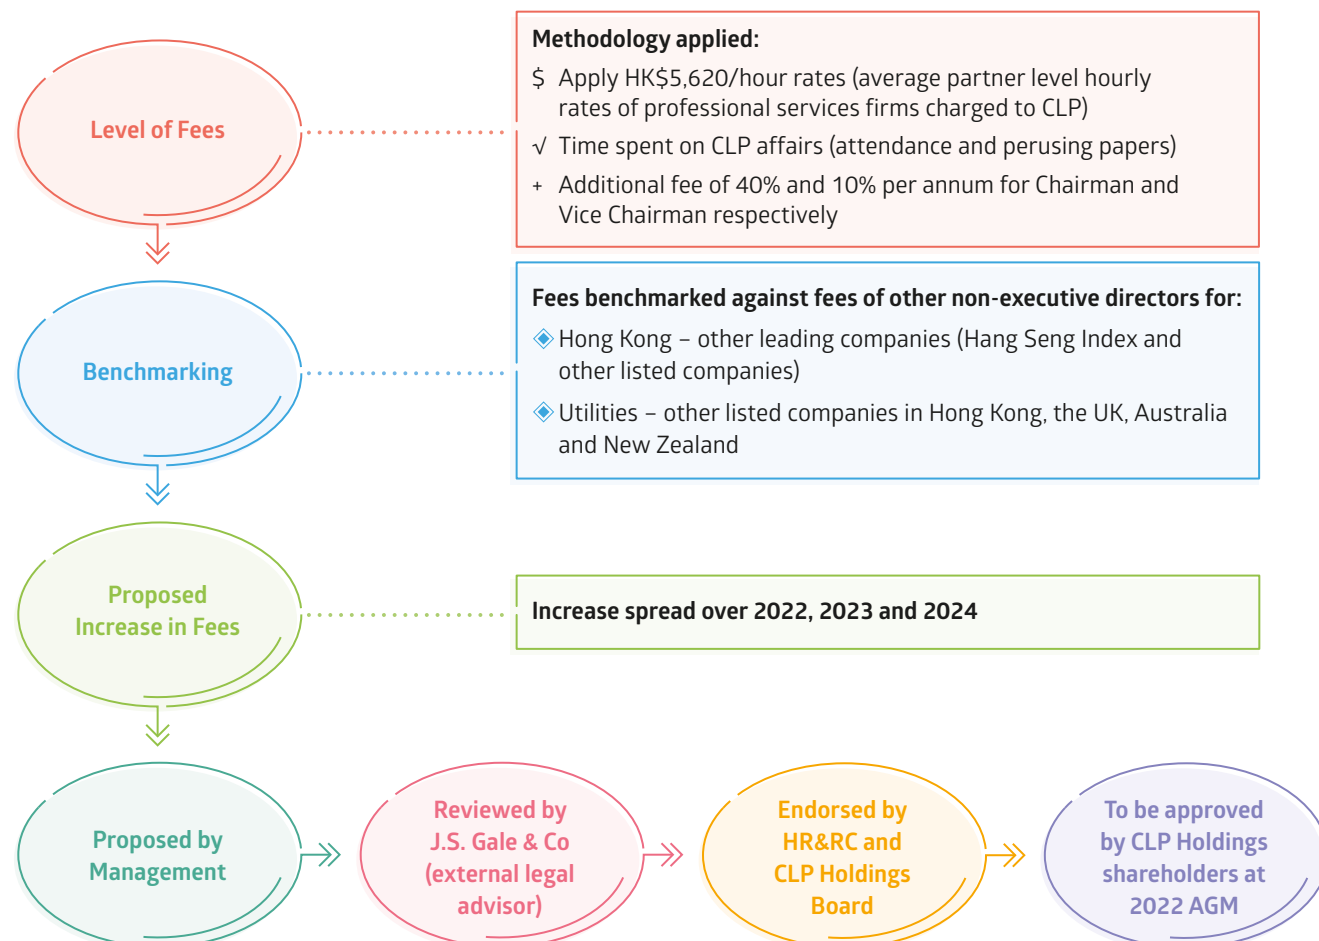 Level of Fees
Methodology applied:
$ Apply HK$5,620/hour rates (average partner level hourly
rates of professional services firms charged to CLP)
√ Time spent on CLP affairs (attendance and perusing papers)
+ Additional fee of 40% and 10% per annum for Chairman and
Vice Chairman respectively
Benchmarking
Fees benchmarked against fees of other non-executive directors for:
Hong Kong – other leading companies (Hang Seng Index and
other listed companies)
Utilities – other listed companies in Hong Kong, the UK, Australia
and New Zealand
Proposed
Increase in Fees
Increase spread over 2022, 2023 and 2024
Proposed by
Management
Reviewed by
J.S. Gale & Co
(external legal
advisor)
Endorsed by
HR&RC and
CLP Holdings
Board
To be approved
by CLP Holdings
shareholders at
2022 AGM